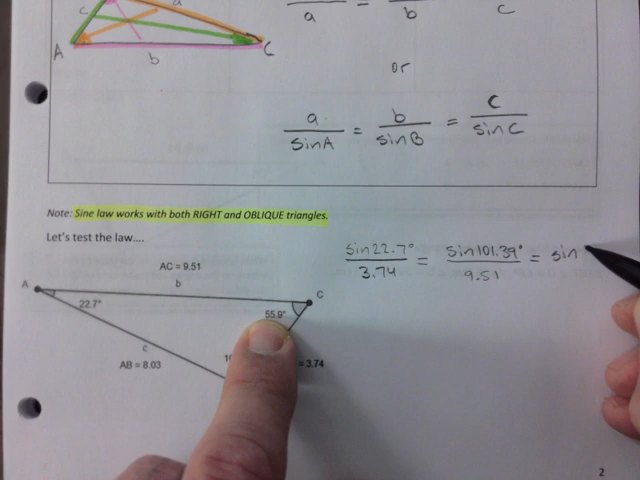 c
a
A
b
C
a = b c
or
a/sinA = b/sinB = c/sinC
Note: Sine law works with both RIGHT and OBLIQUE triangles.
Let's test the law....
sin22.7°/3.74 = sin101.39°/9.51 = sin
AC = 9.51
b
A
C
22.7°
55.9°
c
AB = 8.03
10
= 3.74
2